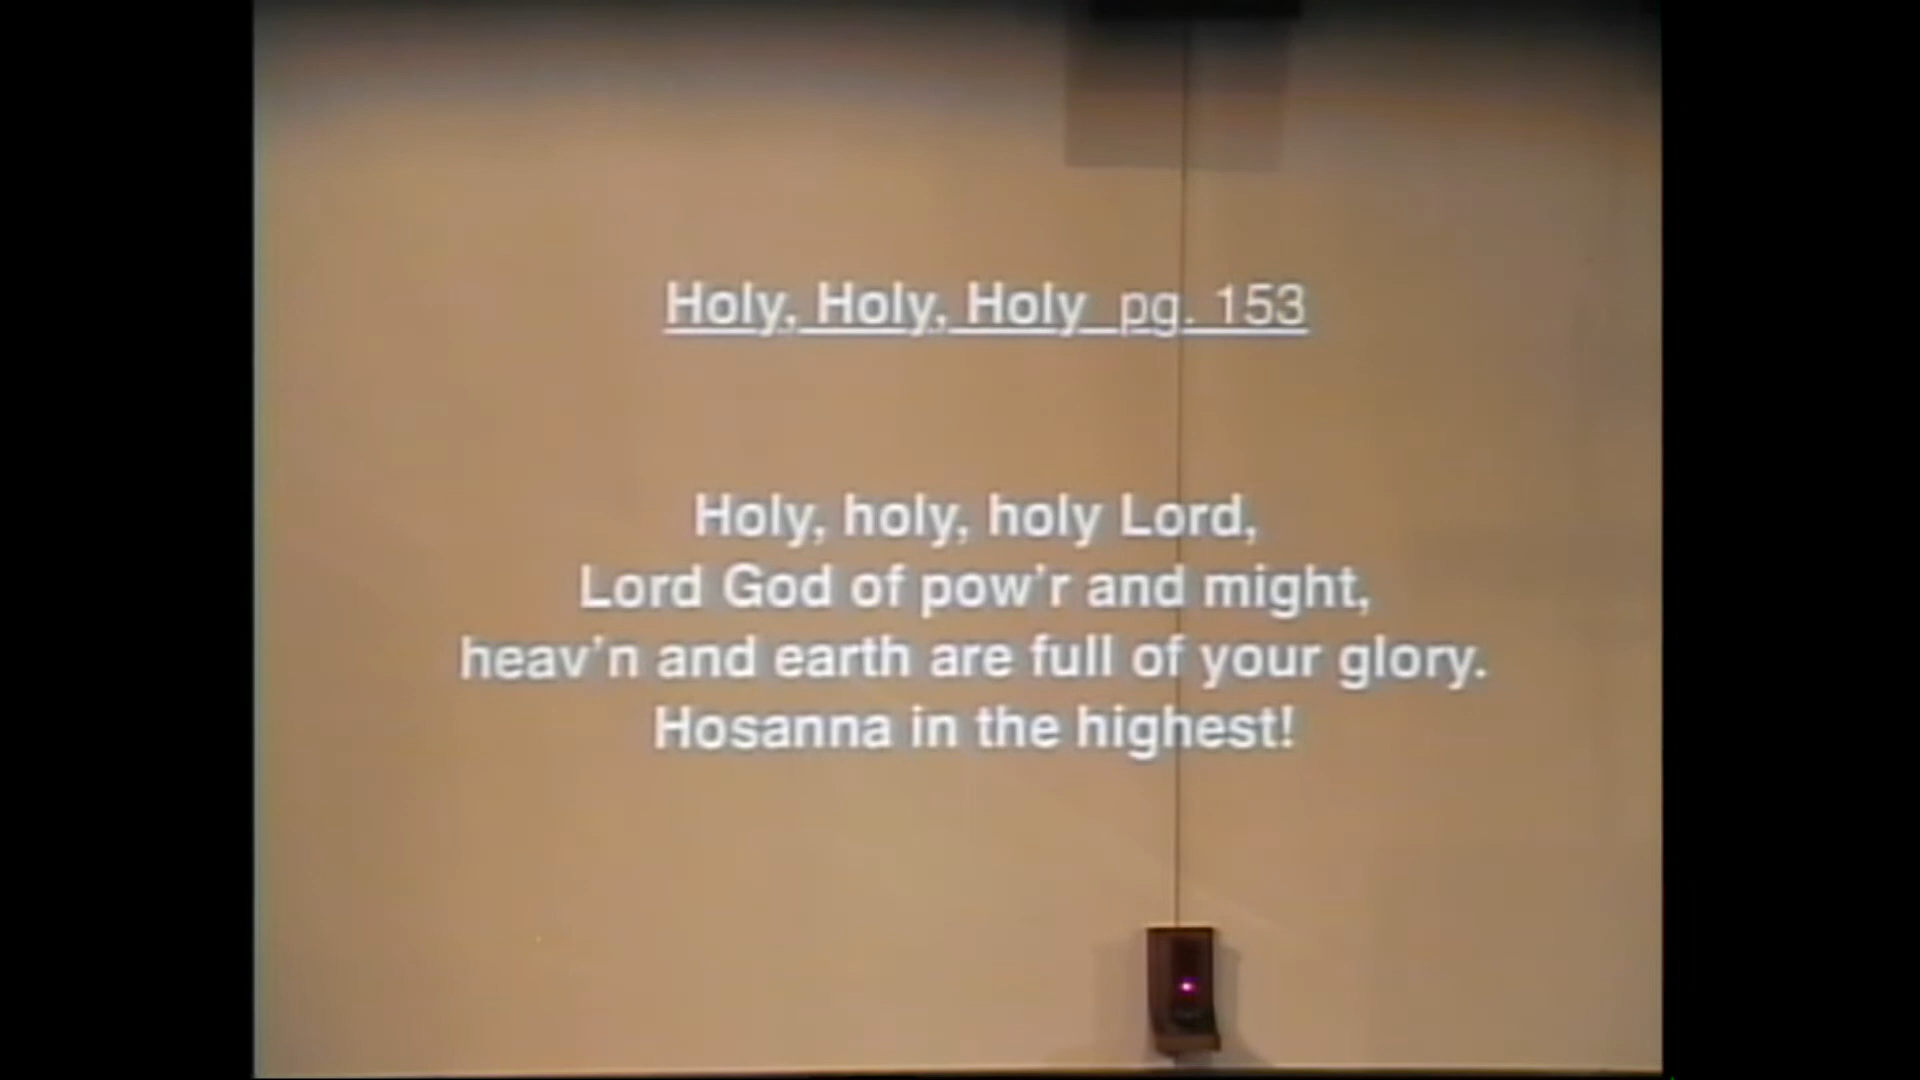 Holy, Holy, Holy pg. 153
Holy, holy, holy Lord,
Lord God of pow'r and might,
heav'n and earth are full of your glory.
Hosanna in the highest!